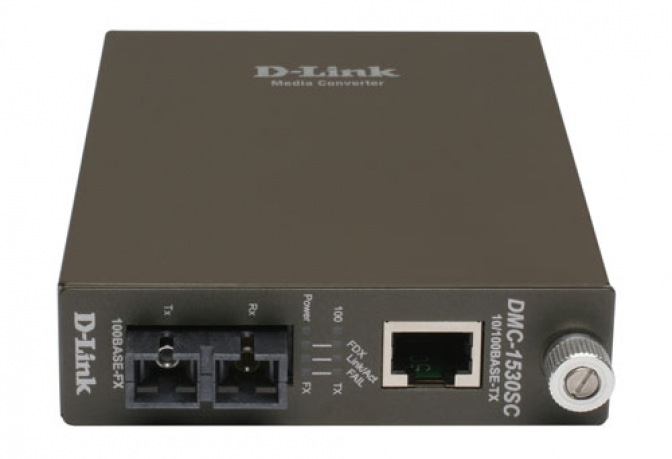 D-Link
Media Converter
D-Link
100BASE-FX
Tx
Rx
Power
100
FDX
Link/Act
FAIL
FX
TX
DMC-1530SC
10/100BASE-TX